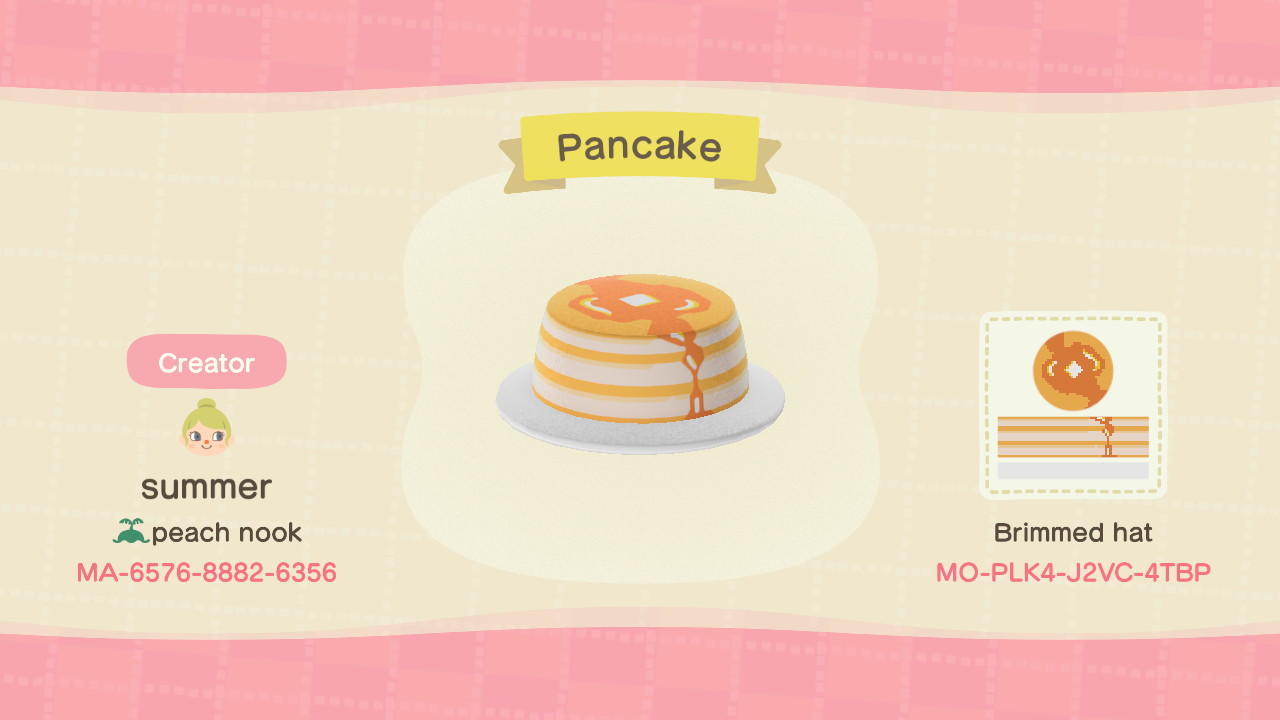 Pancake
Creator
summer
peach nook
MA-6576-8882-6356
Brimmed hat
MO-PLK4-J2VC-4TBP